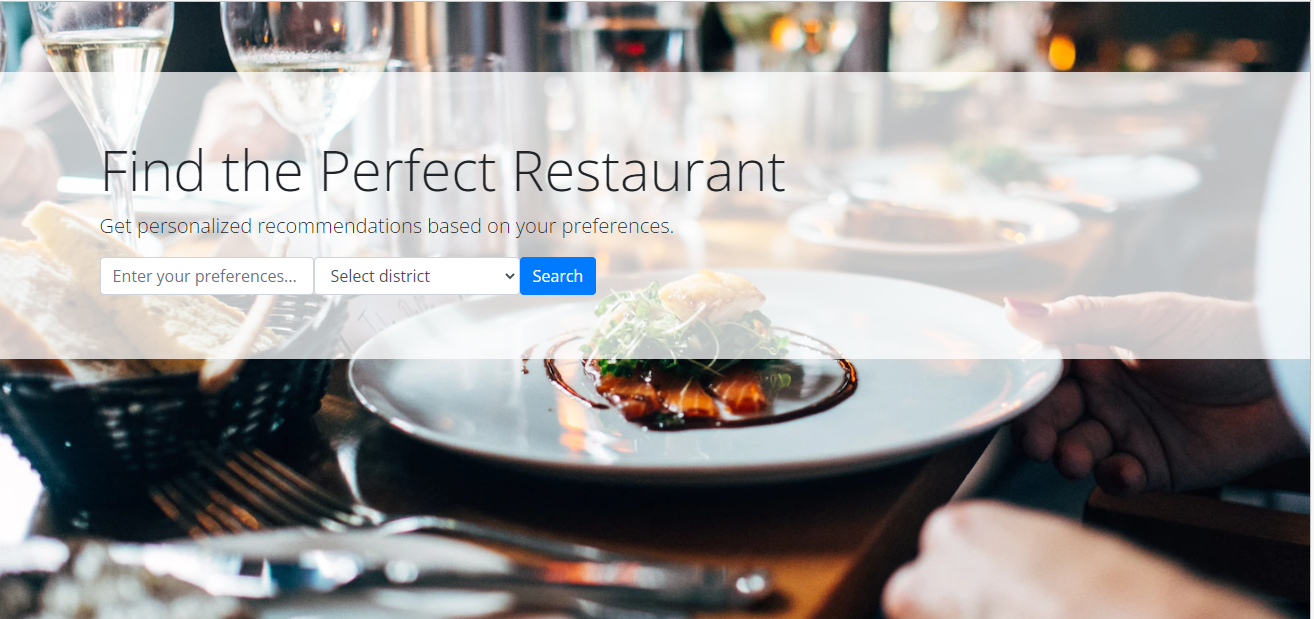 Find the Perfect Restaurant
Get personalized recommendations based on your preferences.
Enter your preferences... Select district Search